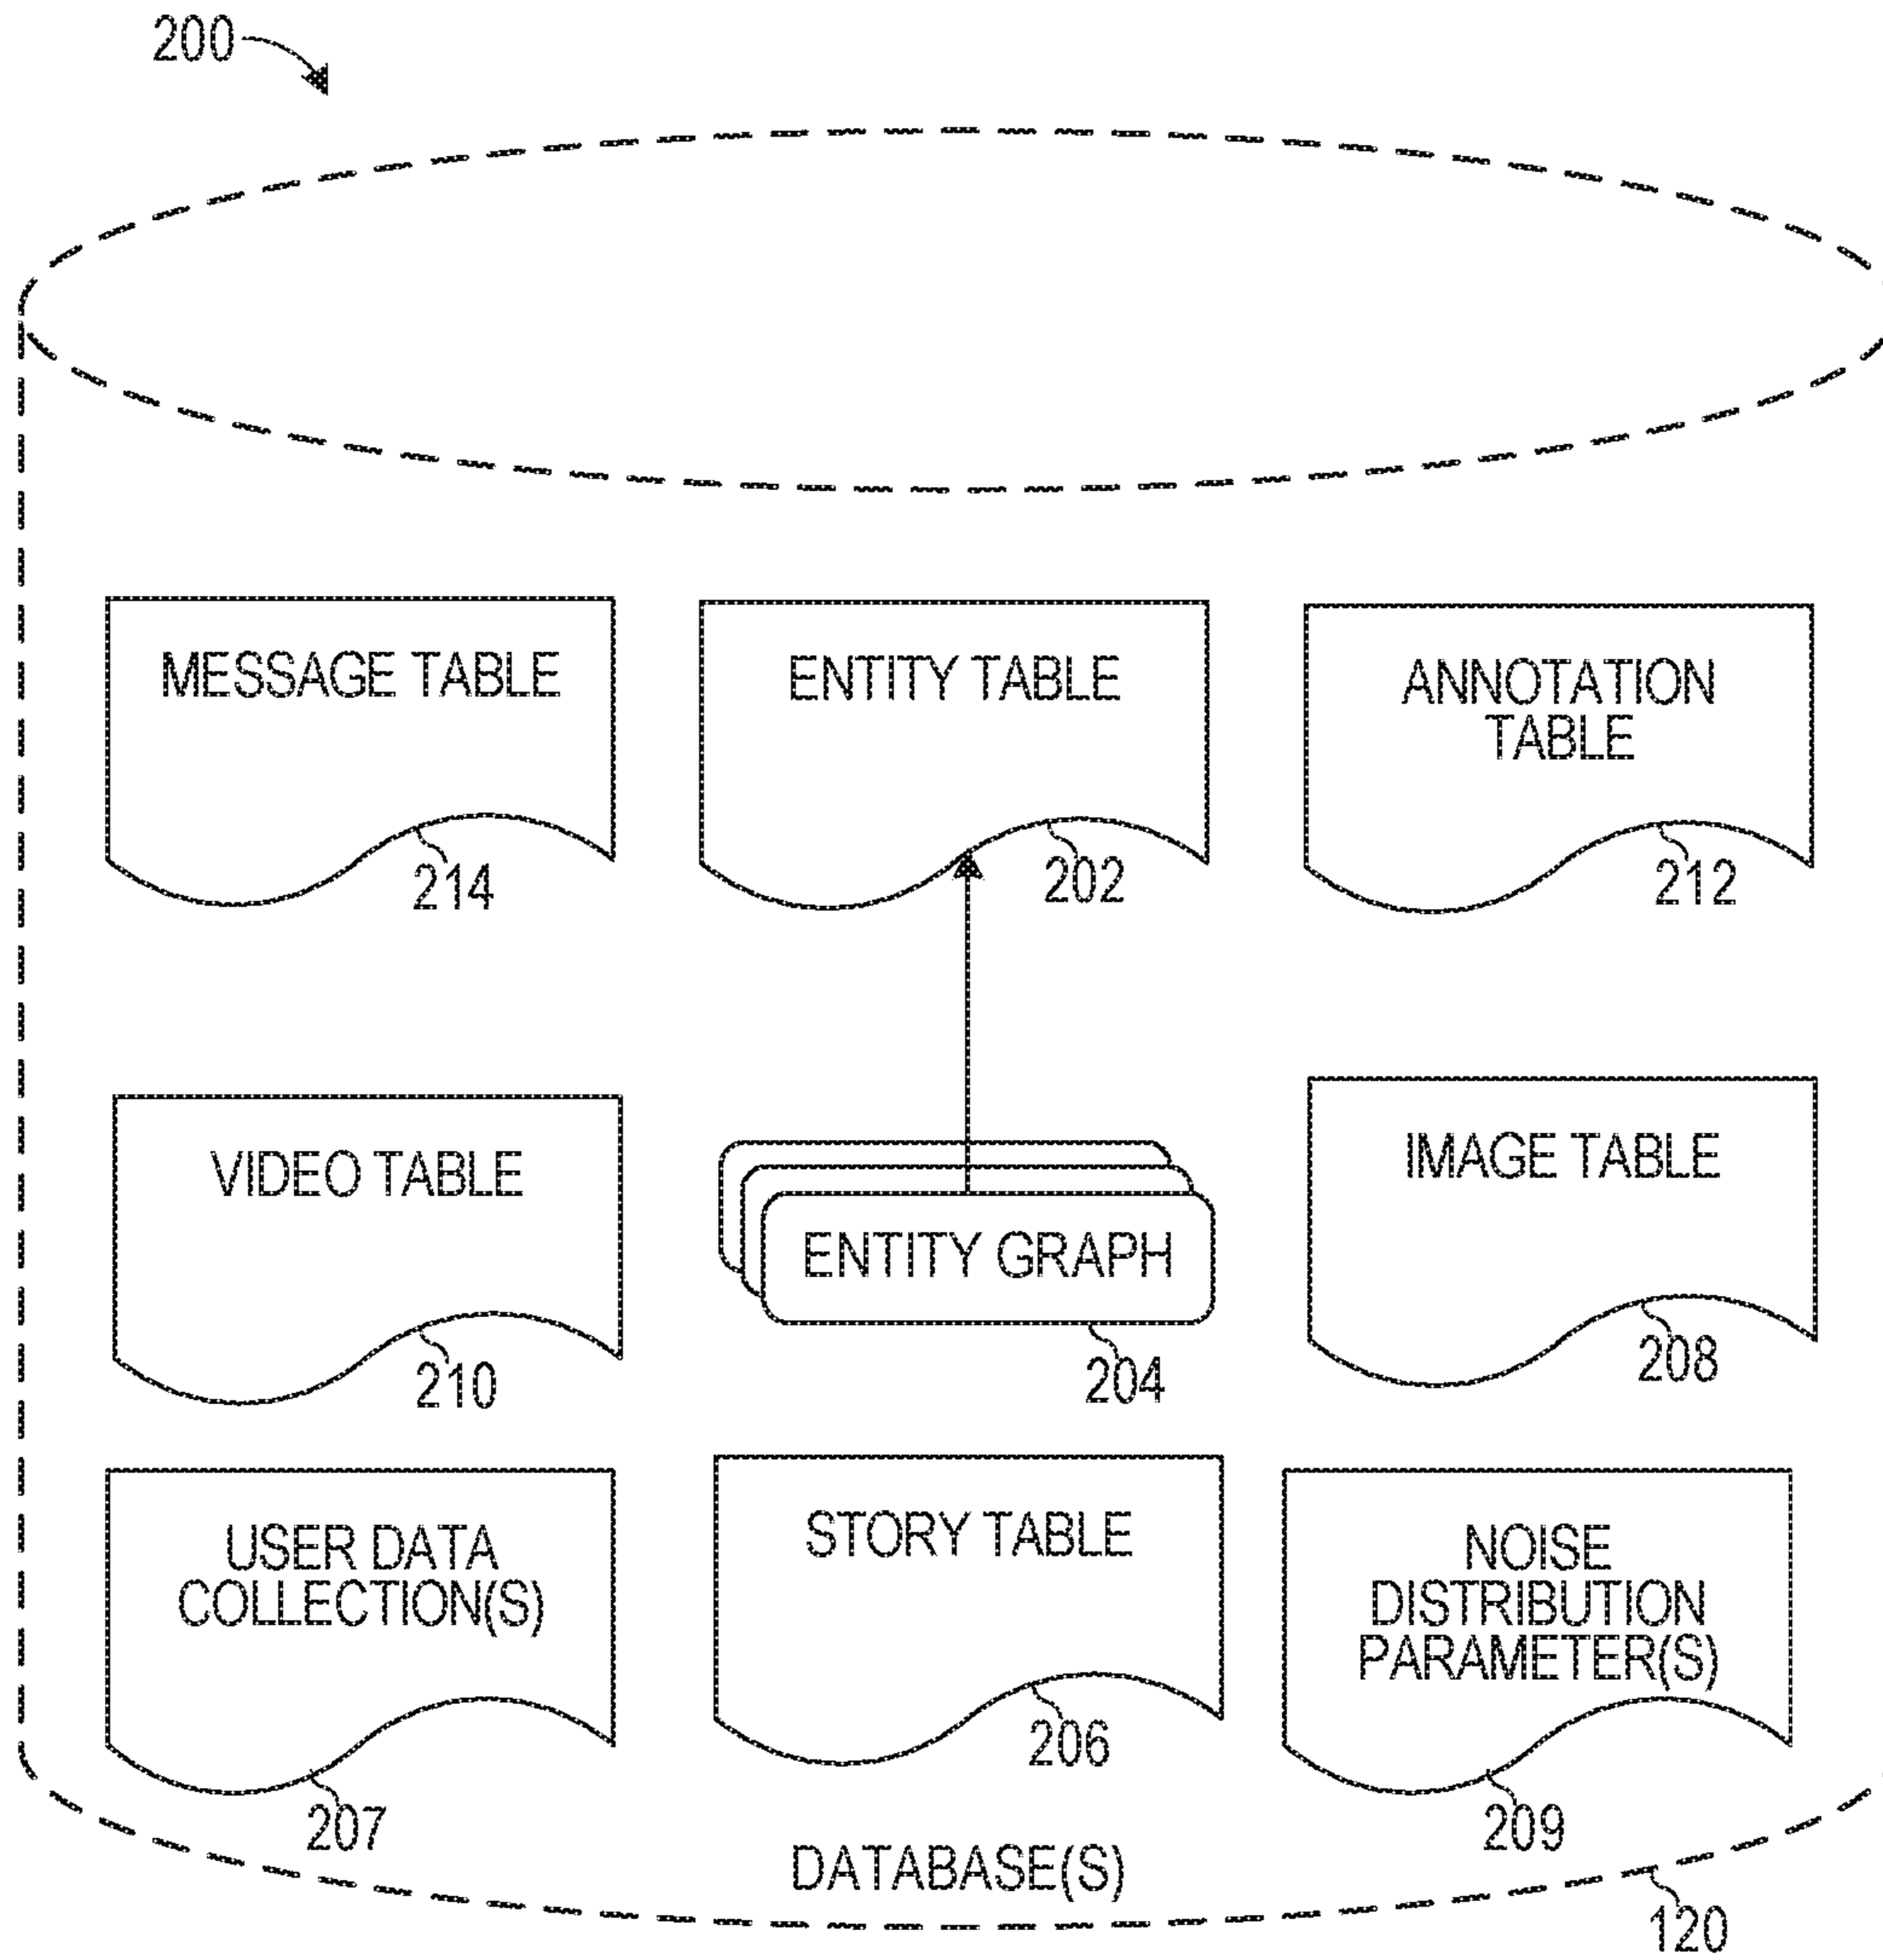 200
MESSAGE TABLE
214
ENTITY TABLE
202
ANNOTATION
TABLE
212
VIDEO TABLE
210
ENTITY GRAPH
204
IMAGE TABLE
208
USER DATA
COLLECTION(S)
207
STORY TABLE
206
NOISE
DISTRIBUTION
PARAMETER(S)
209
DATABASE(S)
120